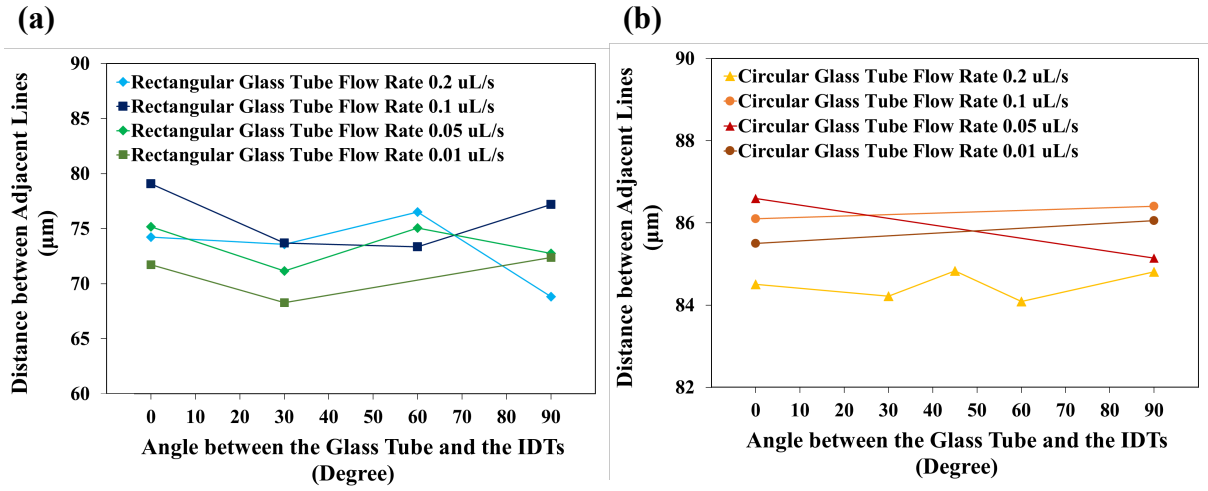 (a)
90
85
80
75
70
65
60
Distance between Adjacent Lines
(μm)
Rectangular Glass Tube Flow Rate 0.2 uL/s
Rectangular Glass Tube Flow Rate 0.1 uL/s
Rectangular Glass Tube Flow Rate 0.05 uL/s
Rectangular Glass Tube Flow Rate 0.01 uL/s
0 10 20 30 40 50 60 70 80 90
Angle between the Glass Tube and the IDTs
(Degree)
(b)
90
88
86
84
82
Distance between Adjacent Lines
(μm)
Circular Glass Tube Flow Rate 0.2 uL/s
Circular Glass Tube Flow Rate 0.1 uL/s
Circular Glass Tube Flow Rate 0.05 uL/s
Circular Glass Tube Flow Rate 0.01 uL/s
0 10 20 30 40 50 60 70 80 90
Angle between the Glass Tube and the IDTs
(Degree)